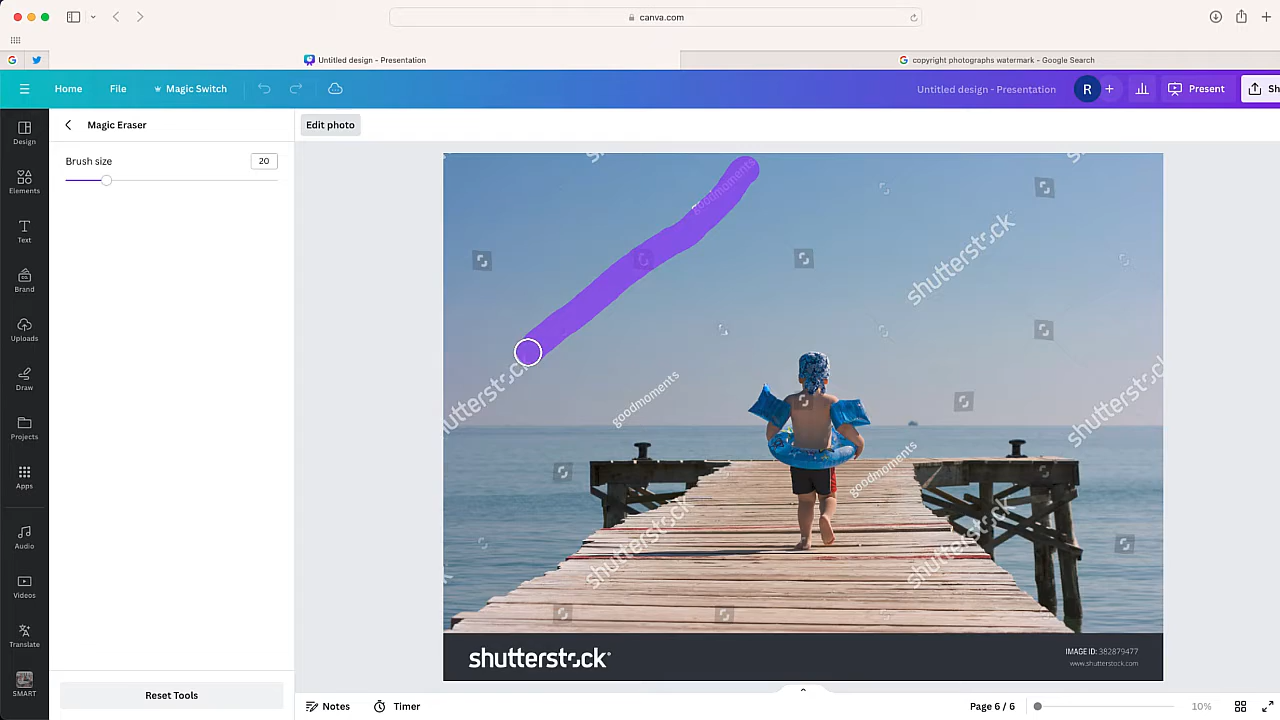 canva.com
Untitled design - Presentation
copyright photographs watermark - Google Search
Home
File
Magic Switch
Untitled design - Presentation
R
Present
Sh
Design
Elements
Text
Brand
Uploads
Draw
Projects
Apps
Audio
Videos
Translate
SMART
Magic Eraser
Brush size
20
Reset Tools
Edit photo
goodmoments
shutterstock
shutterstock
goodmoments
shutterstock
goodmoments
shutterstock
shutterstock
shutterstock
IMAGE ID: 382879477
www.shutterstock.com
Notes
Timer
Page 6 / 6
10%